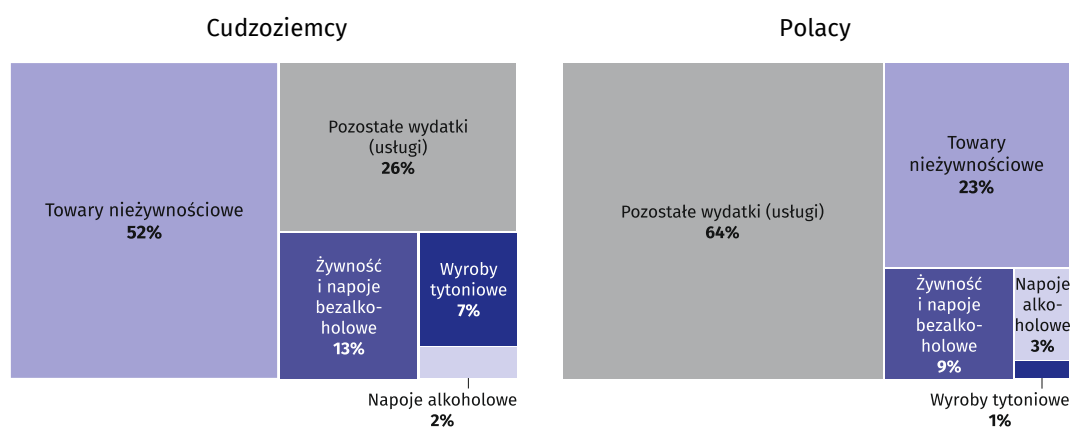 Cudzoziemcy
Towary nieżywnościowe
52%
Pozostałe wydatki
(usługi)
26%
Żywność
i napoje
bezalko-
holowe
13%
Wyroby
tytoniowe
7%
Napoje alkoholowe
2%
Polacy
Pozostałe wydatki (usługi)
64%
Towary
nieżywnościowe
23%
Żywność
i napoje
bezalko-
holowe
9%
Napoje
alko-
holowe
3%
Wyroby tytoniowe
1%